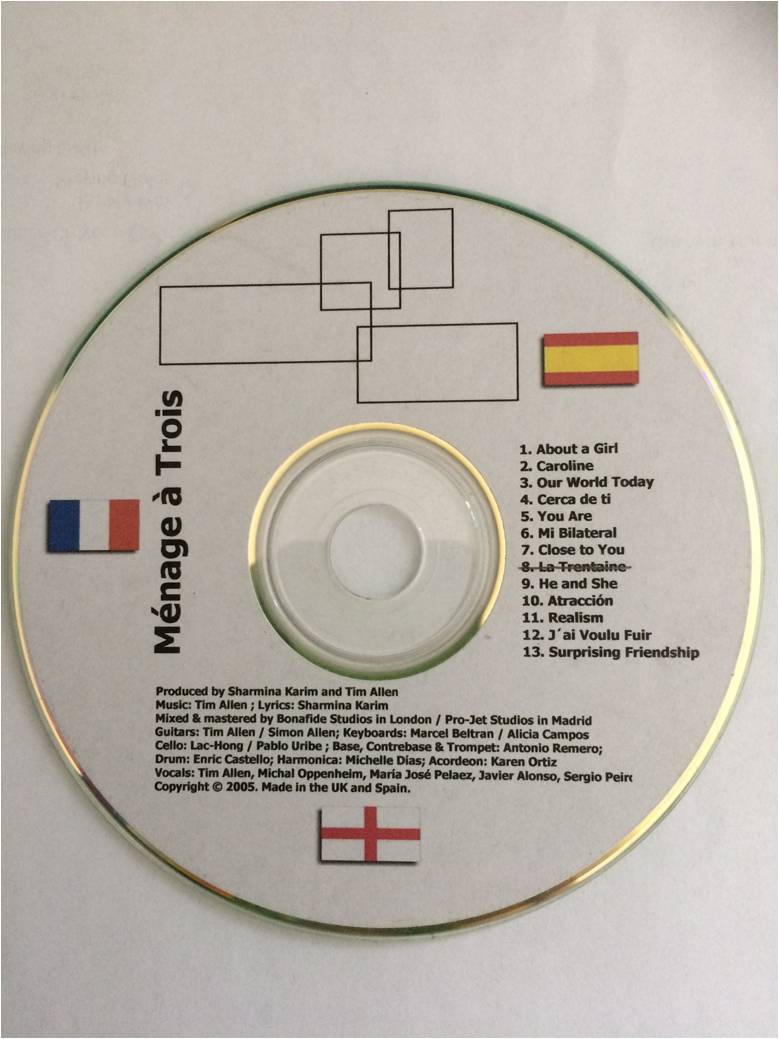 Ménage à Trois
1. About a Girl
2. Caroline
3. Our World Today
4. Cerca de ti
5. You Are
6. Mi Bilateral
7. Close to You
8. La Trentaine
9. He and She
10. Atracción
11. Realism
12. J´ai Voulu Fuir
13. Surprising Friendship
Produced by Sharmina Karim and Tim Allen
Music: Tim Allen ; Lyrics: Sharmina Karim
Mixed & mastered by Bonafide Studios in London / Pro-Jet Studios in Madrid
Guitars: Tim Allen / Simon Allen; Keyboards: Marcel Beltran / Alicia Campos
Cello: Lac-Hong / Pablo Uribe ; Base, Contrebase & Trompet: Antonio Remero;
Drum: Enric Castello; Harmonica: Michelle Dias; Acordeon: Karen Ortiz
Vocals: Tim Allen, Michal Oppenheim, María José Pelaez, Javier Alonso, Sergio
Copyright © 2005. Made in the UK and Spain.